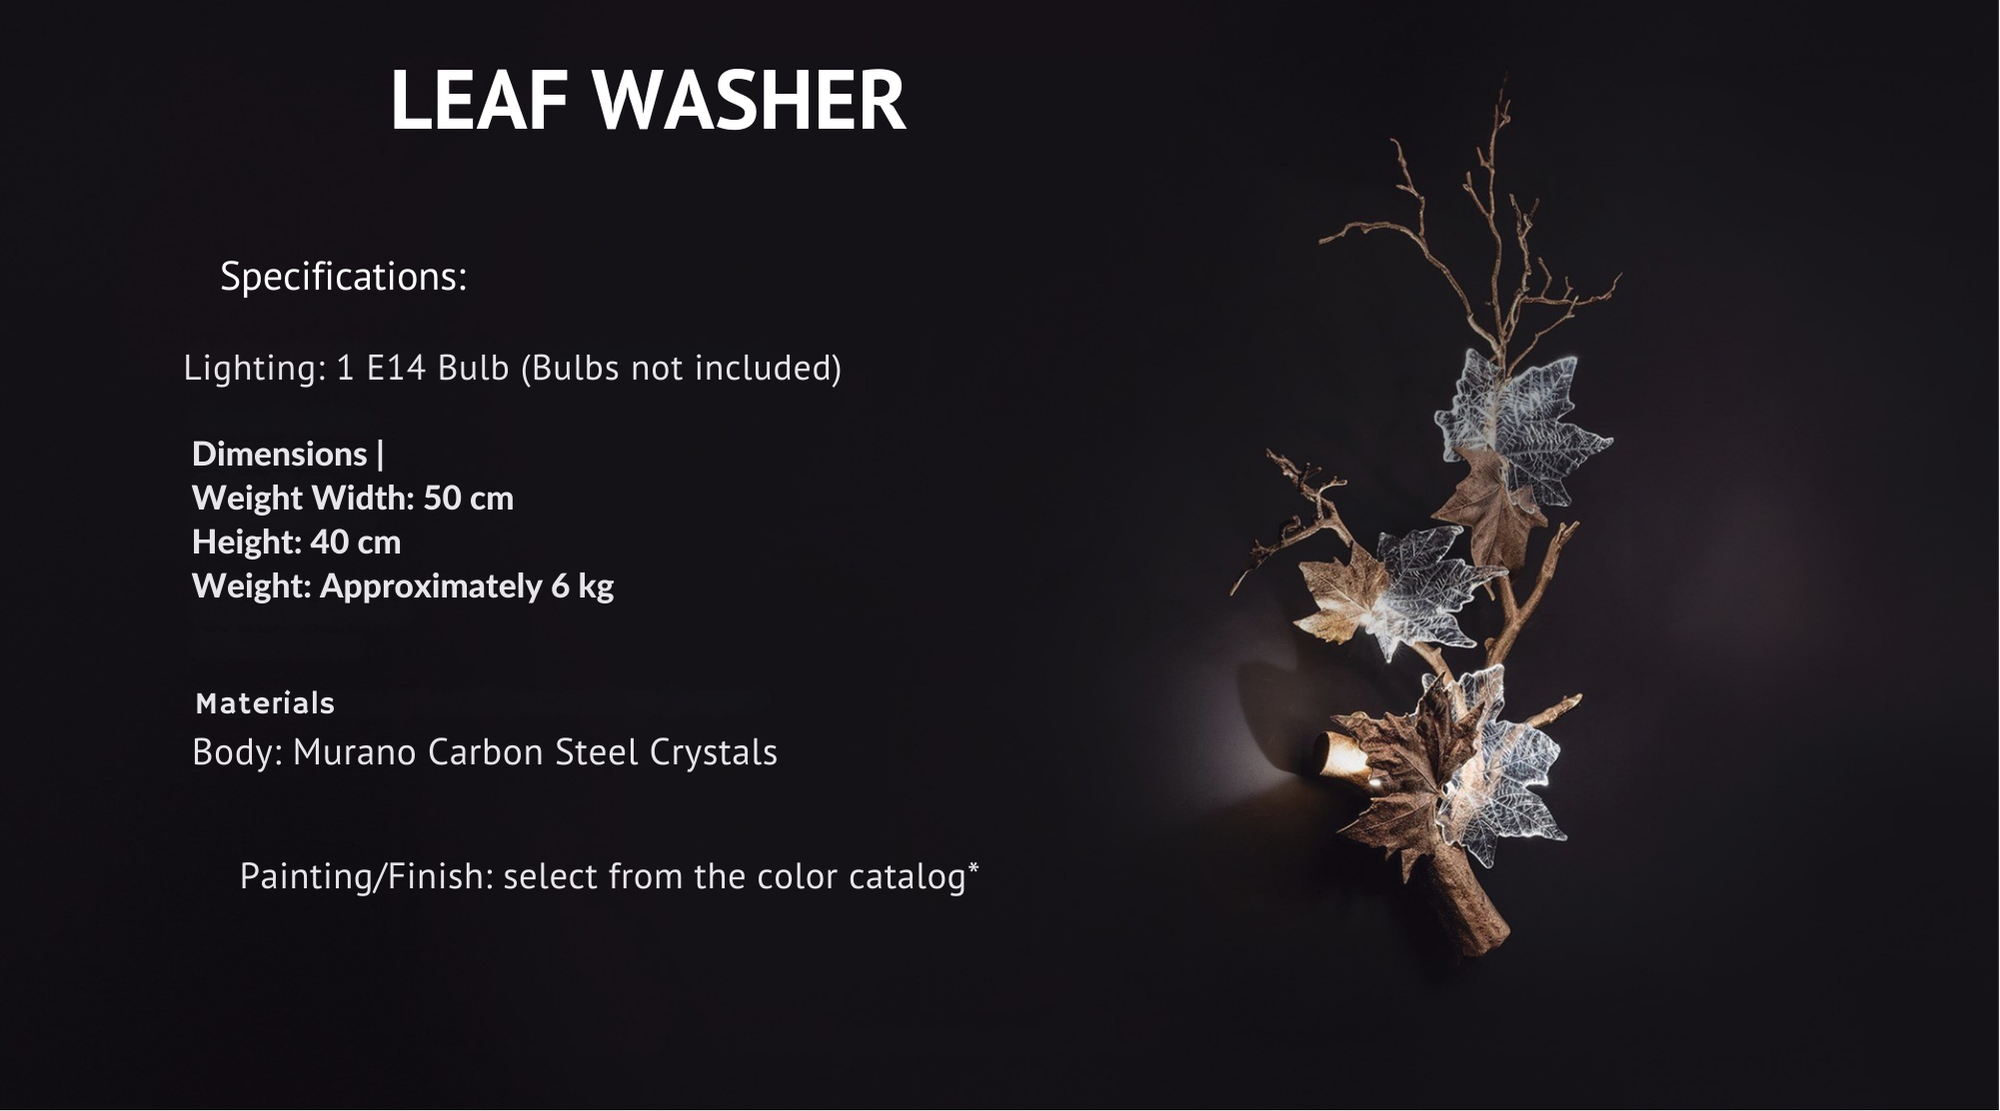 LEAF WASHER
Specifications:
Lighting: 1 E14 Bulb (Bulbs not included)
Dimensions |
Weight Width: 50 cm
Height: 40 cm
Weight: Approximately 6 kg
Materials
Body: Murano Carbon Steel Crystals
Painting/Finish: select from the color catalog*